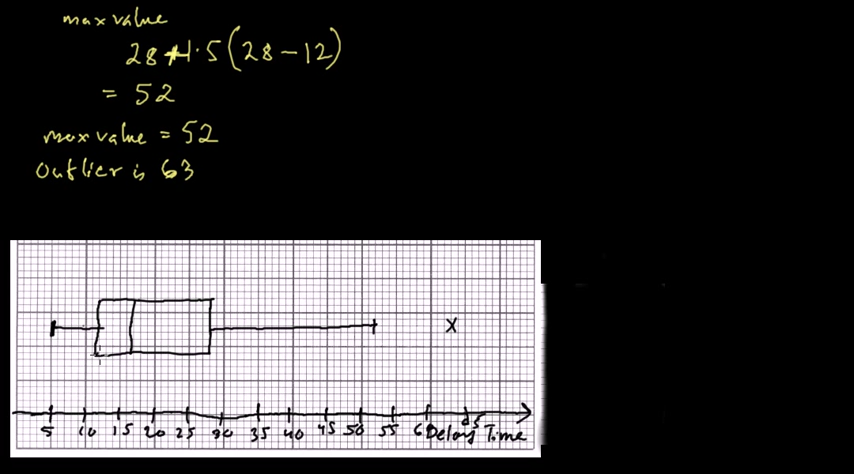 max value
28 + 1.5 (28 - 12)
= 52
max value = 52
Outlier is 63
X
5 10 15 20 25 30 35 40 45 50 55 60 65
Delay Time